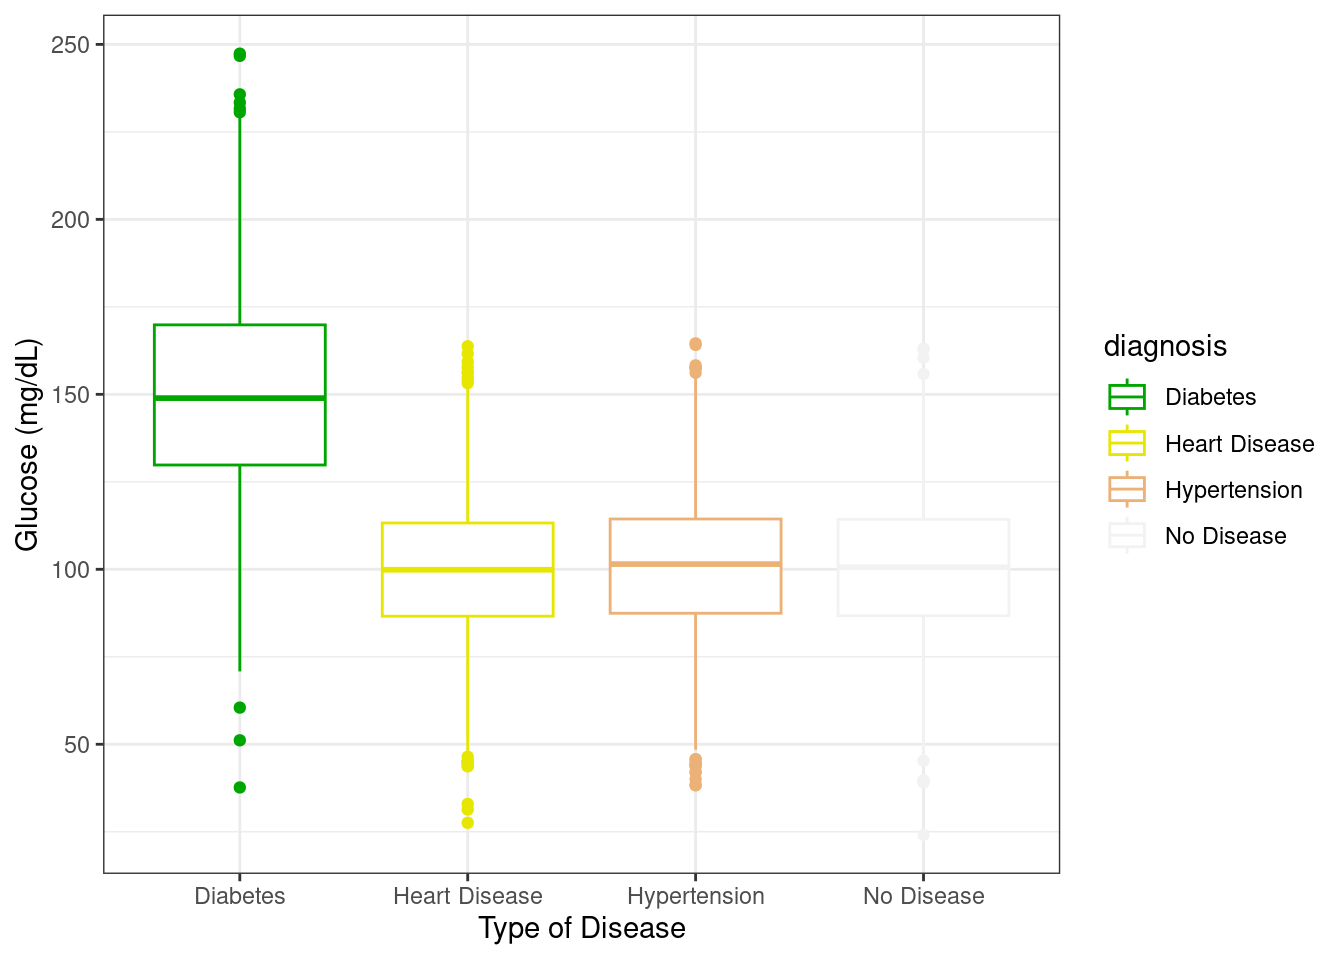 250
200
150
100
50
Glucose (mg/dL)
Diabetes
Heart Disease
Hypertension
No Disease
Type of Disease
diagnosis
Diabetes
Heart Disease
Hypertension
No Disease